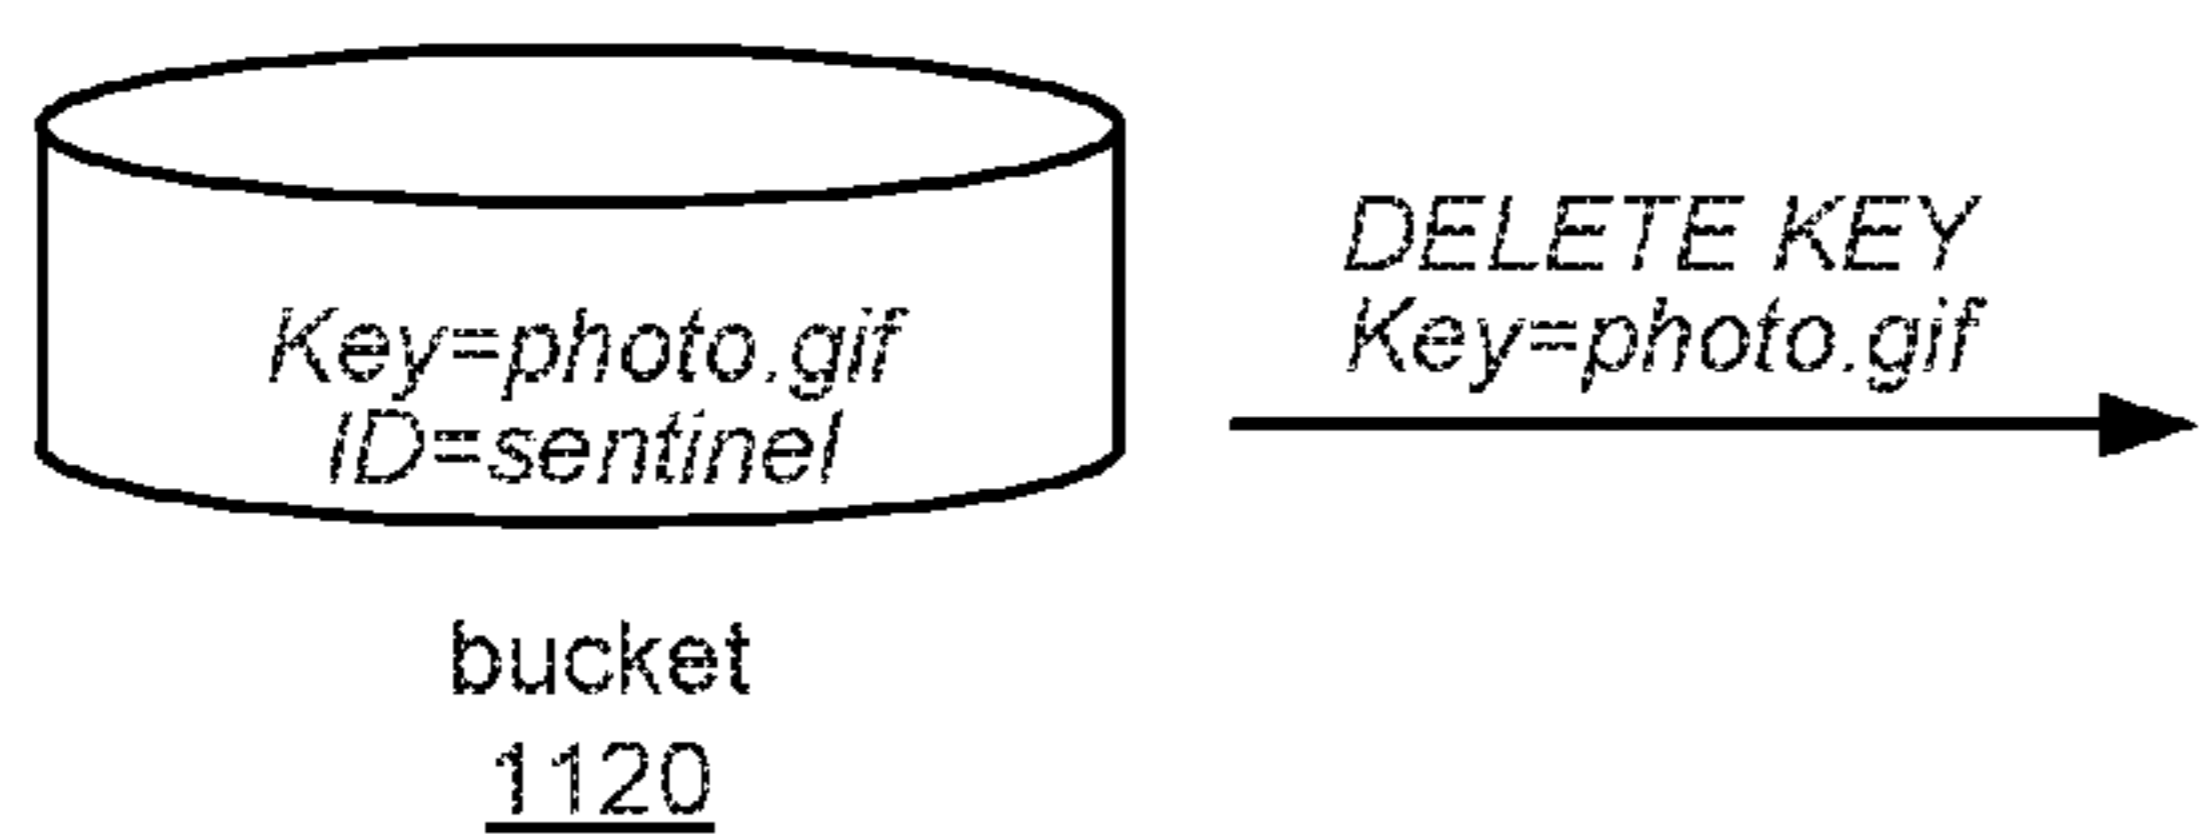 Key=photo.gif
ID=sentinel
bucket
1120
DELETE KEY
Key=photo.gif